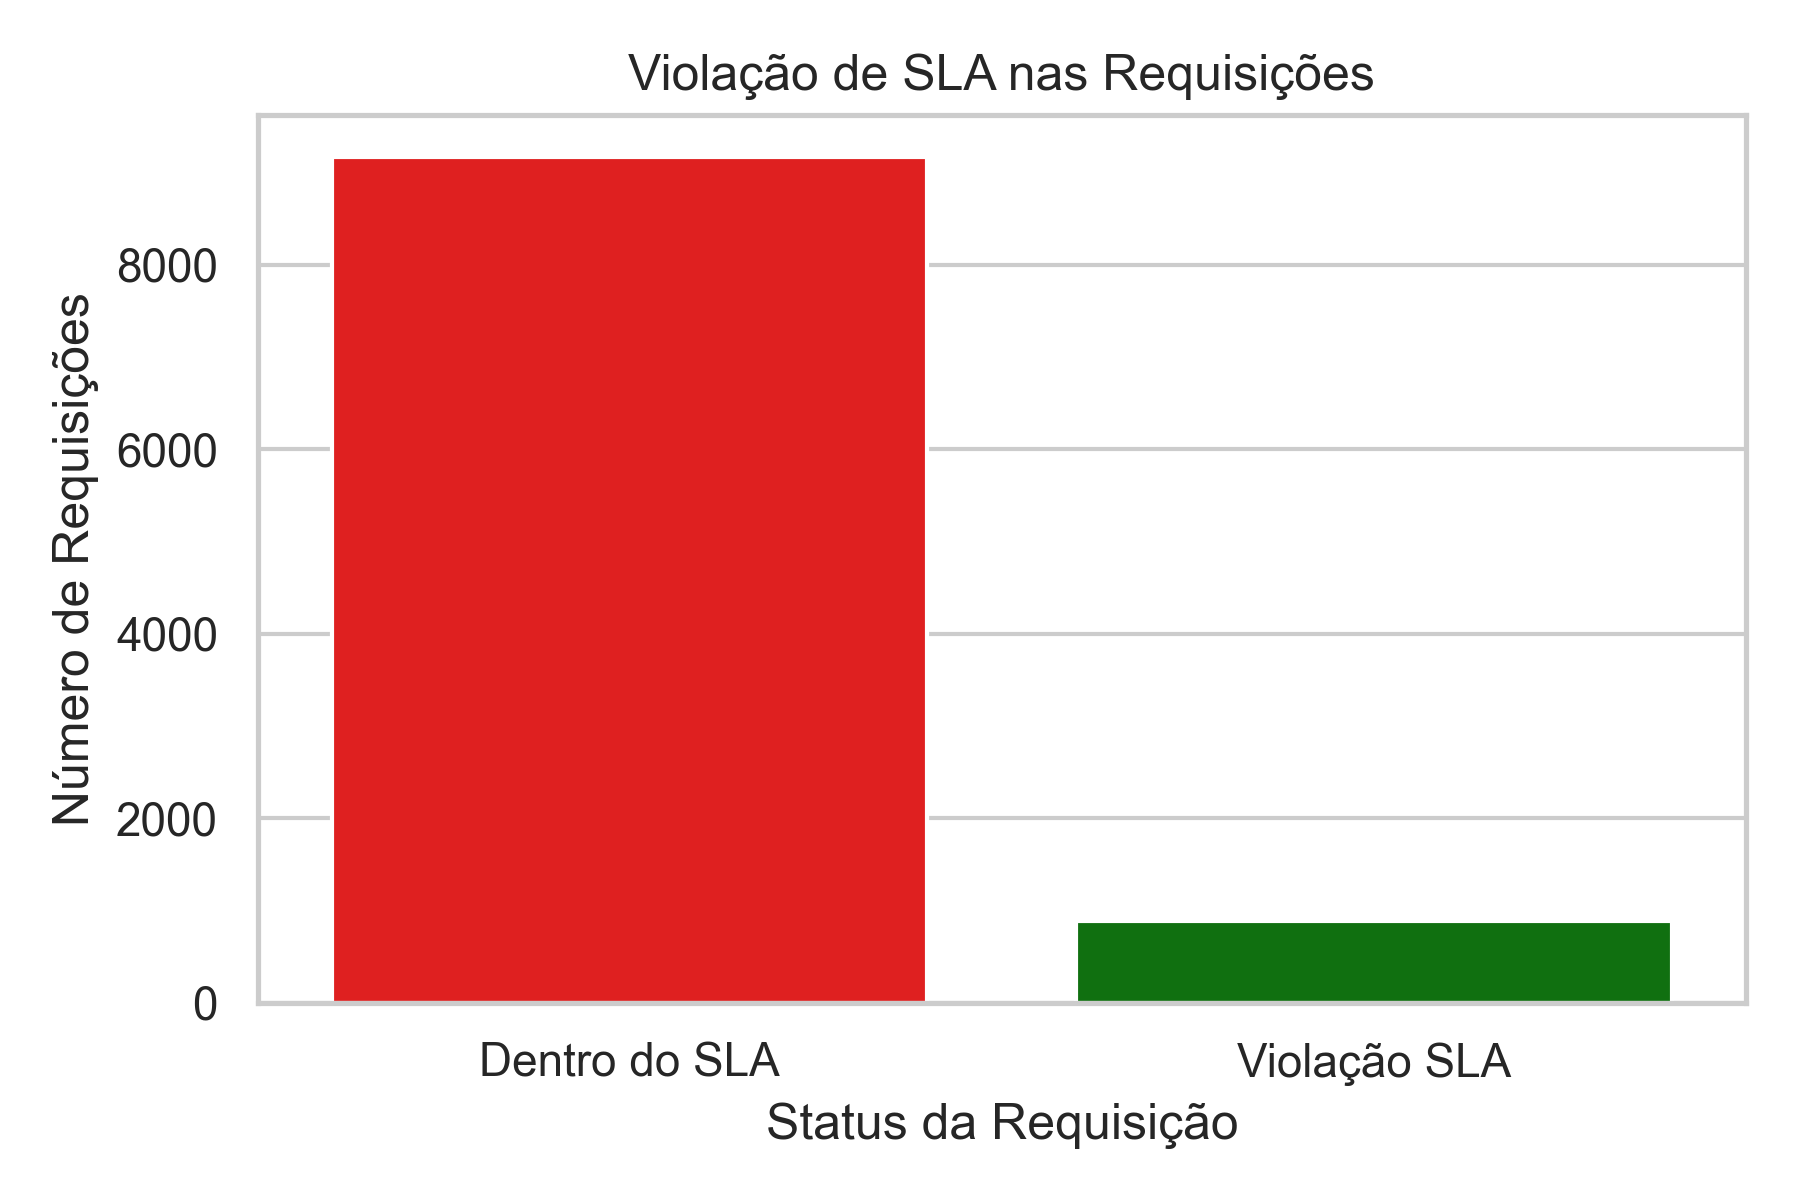 Violação de SLA nas Requisições
Número de Requisições
8000
6000
4000
2000
0
Dentro do SLA
Violação SLA
Status da Requisição